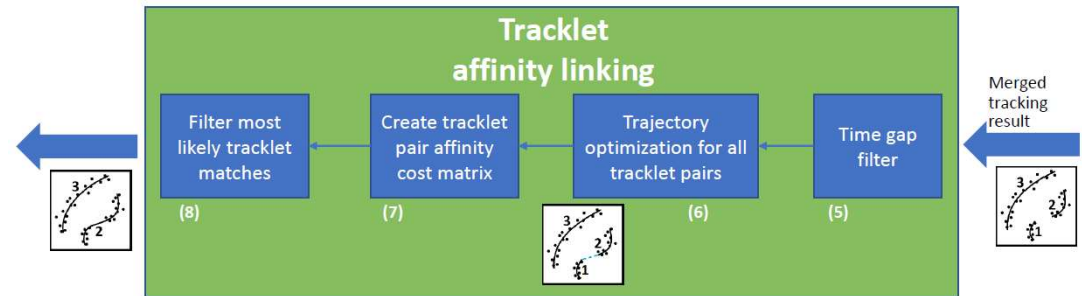 Tracklet
affinity linking
Merged
tracking
result
Filter most
likely tracklet
matches
Create tracklet
pair affinity
cost matrix
Trajectory
optimization for all
tracklet pairs
Time gap
filter
(8)
(7)
(6)
(5)
3
2
3
2
1
3
2
1